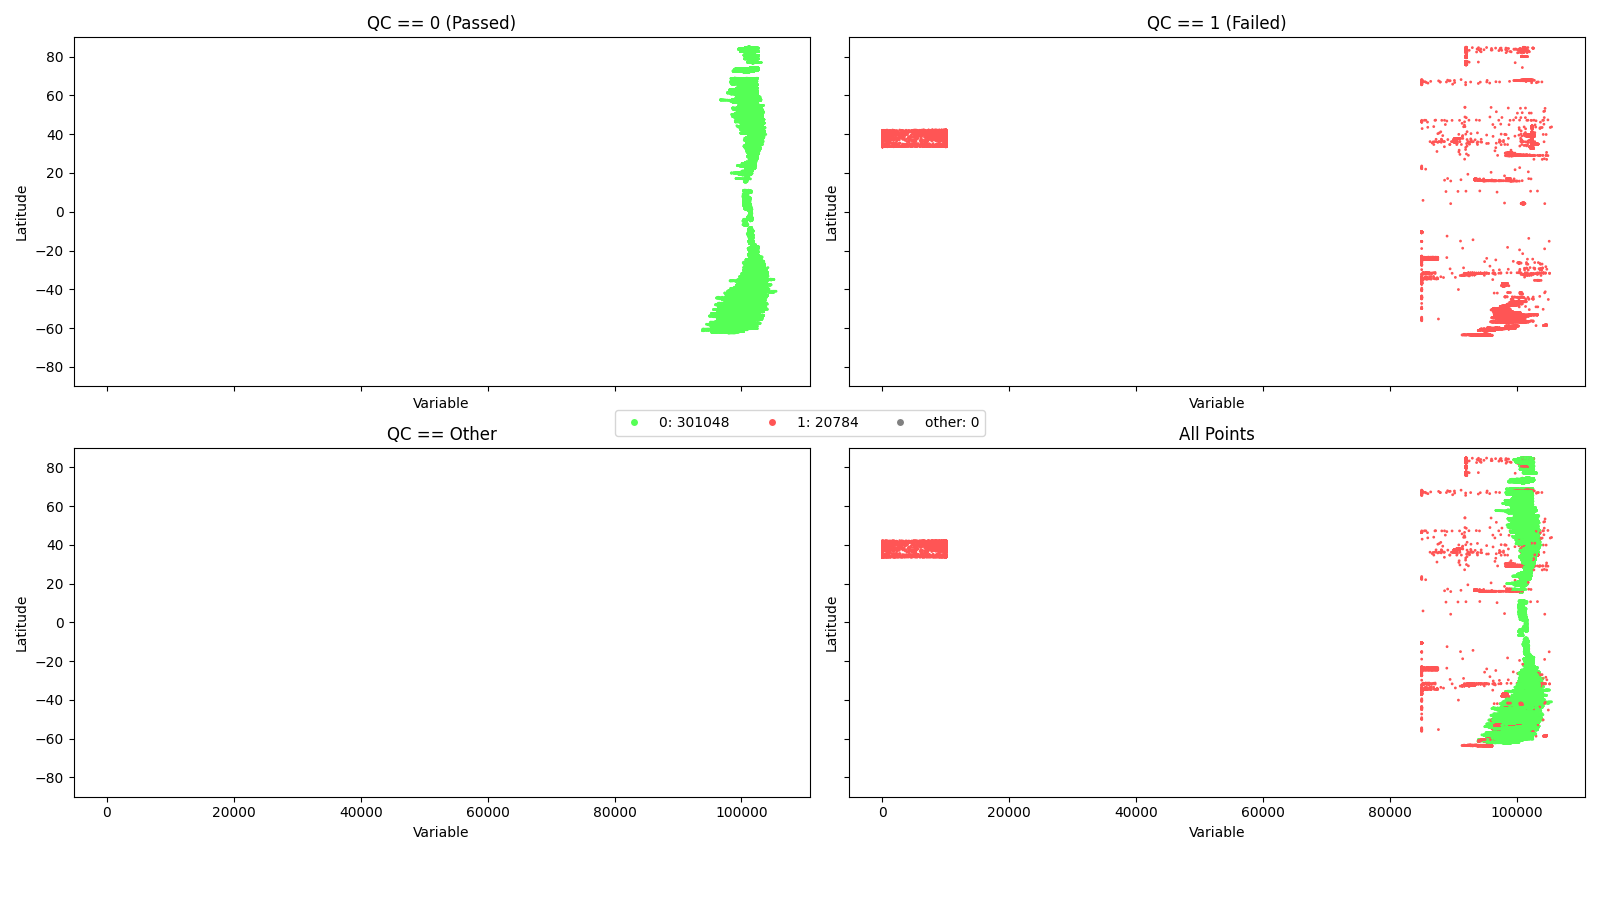 QC == 0 (Passed)
QC == 1 (Failed)
80
60
40
20
0
−20
−40
−60
−80
Latitude
Latitude
Variable
Variable
0: 301048 1: 20784 other: 0
QC == Other
All Points
80
60
40
20
0
−20
−40
−60
−80
Latitude
Latitude
0 20000 40000 60000 80000 100000
0 20000 40000 60000 80000 100000
Variable
Variable